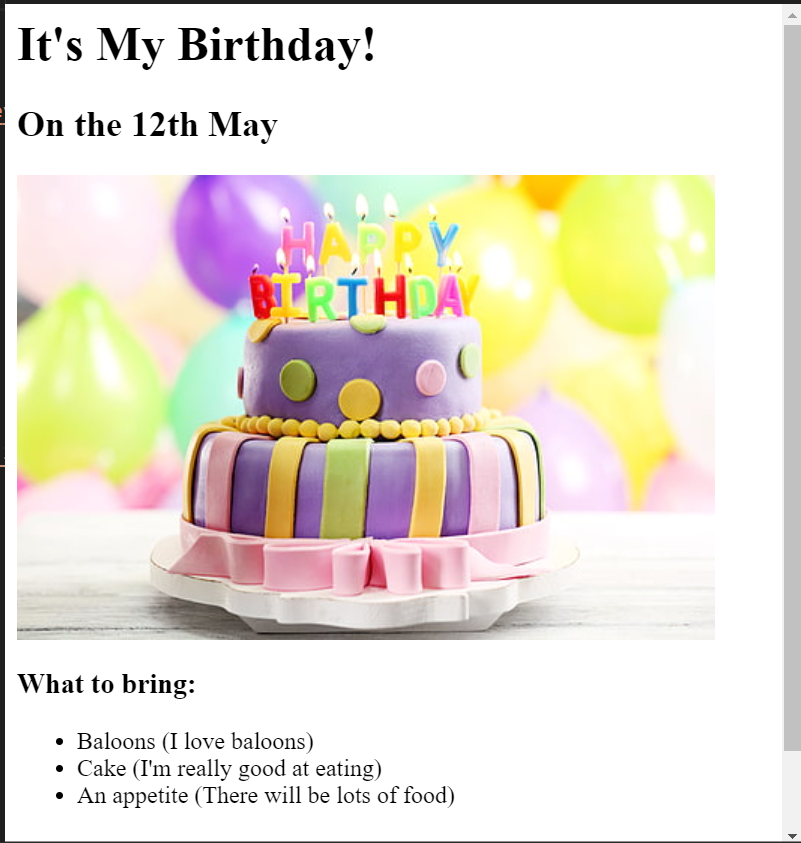 It's My Birthday!
On the 12th May
HAPPY
BIRTHDAY
What to bring:
Baloons (I love baloons)
Cake (I'm really good at eating)
An appetite (There will be lots of food)